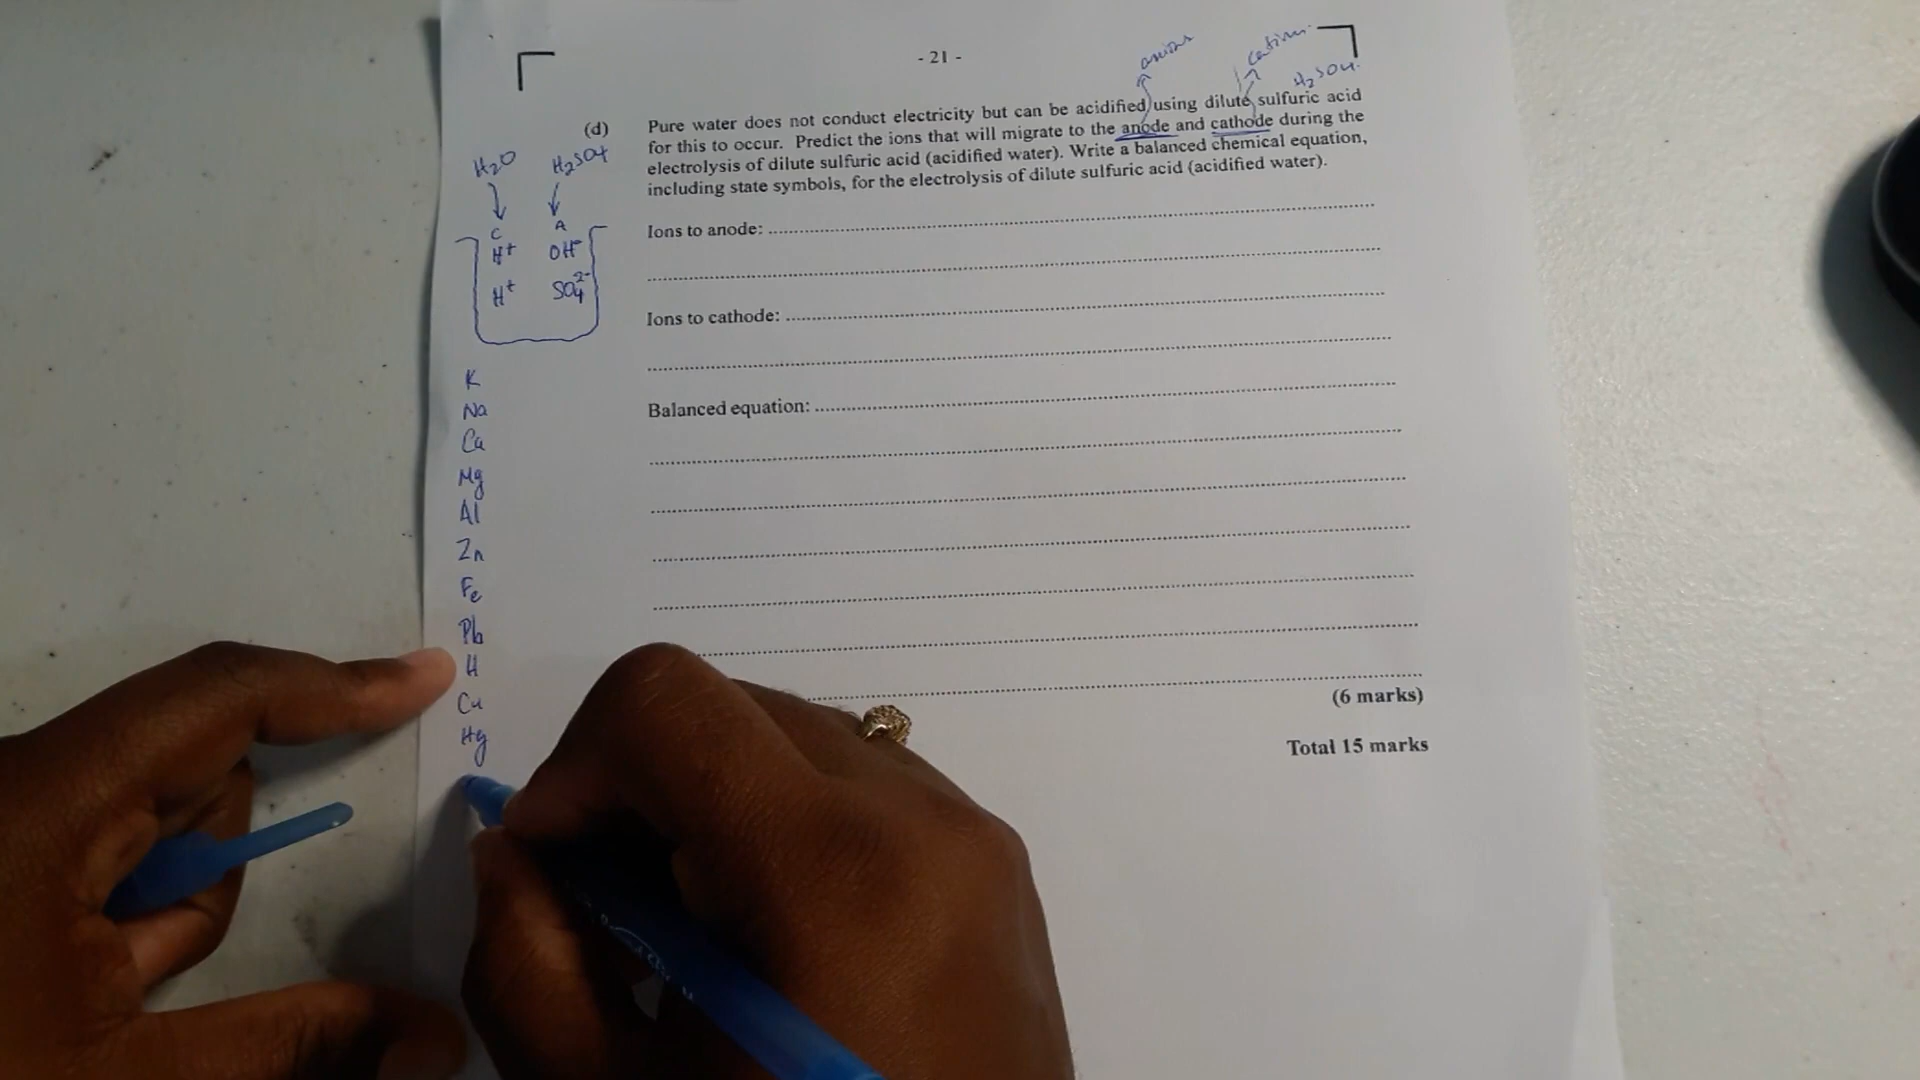 - 21 -
anions
cations
H₂SO₄
(d) Pure water does not conduct electricity but can be acidified using dilute sulfuric acid
for this to occur. Predict the ions that will migrate to the anode and cathode during the
electrolysis of dilute sulfuric acid (acidified water). Write a balanced chemical equation,
including state symbols, for the electrolysis of dilute sulfuric acid (acidified water).
H₂O H₂SO₄
C A
H⁺ OH⁻
H⁺ SO₄²⁻
Ions to anode:
Ions to cathode:
Balanced equation:
K
Na
Ca
Mg
Al
Zn
Fe
Pb
H
Cu
Hg
(6 marks)
Total 15 marks